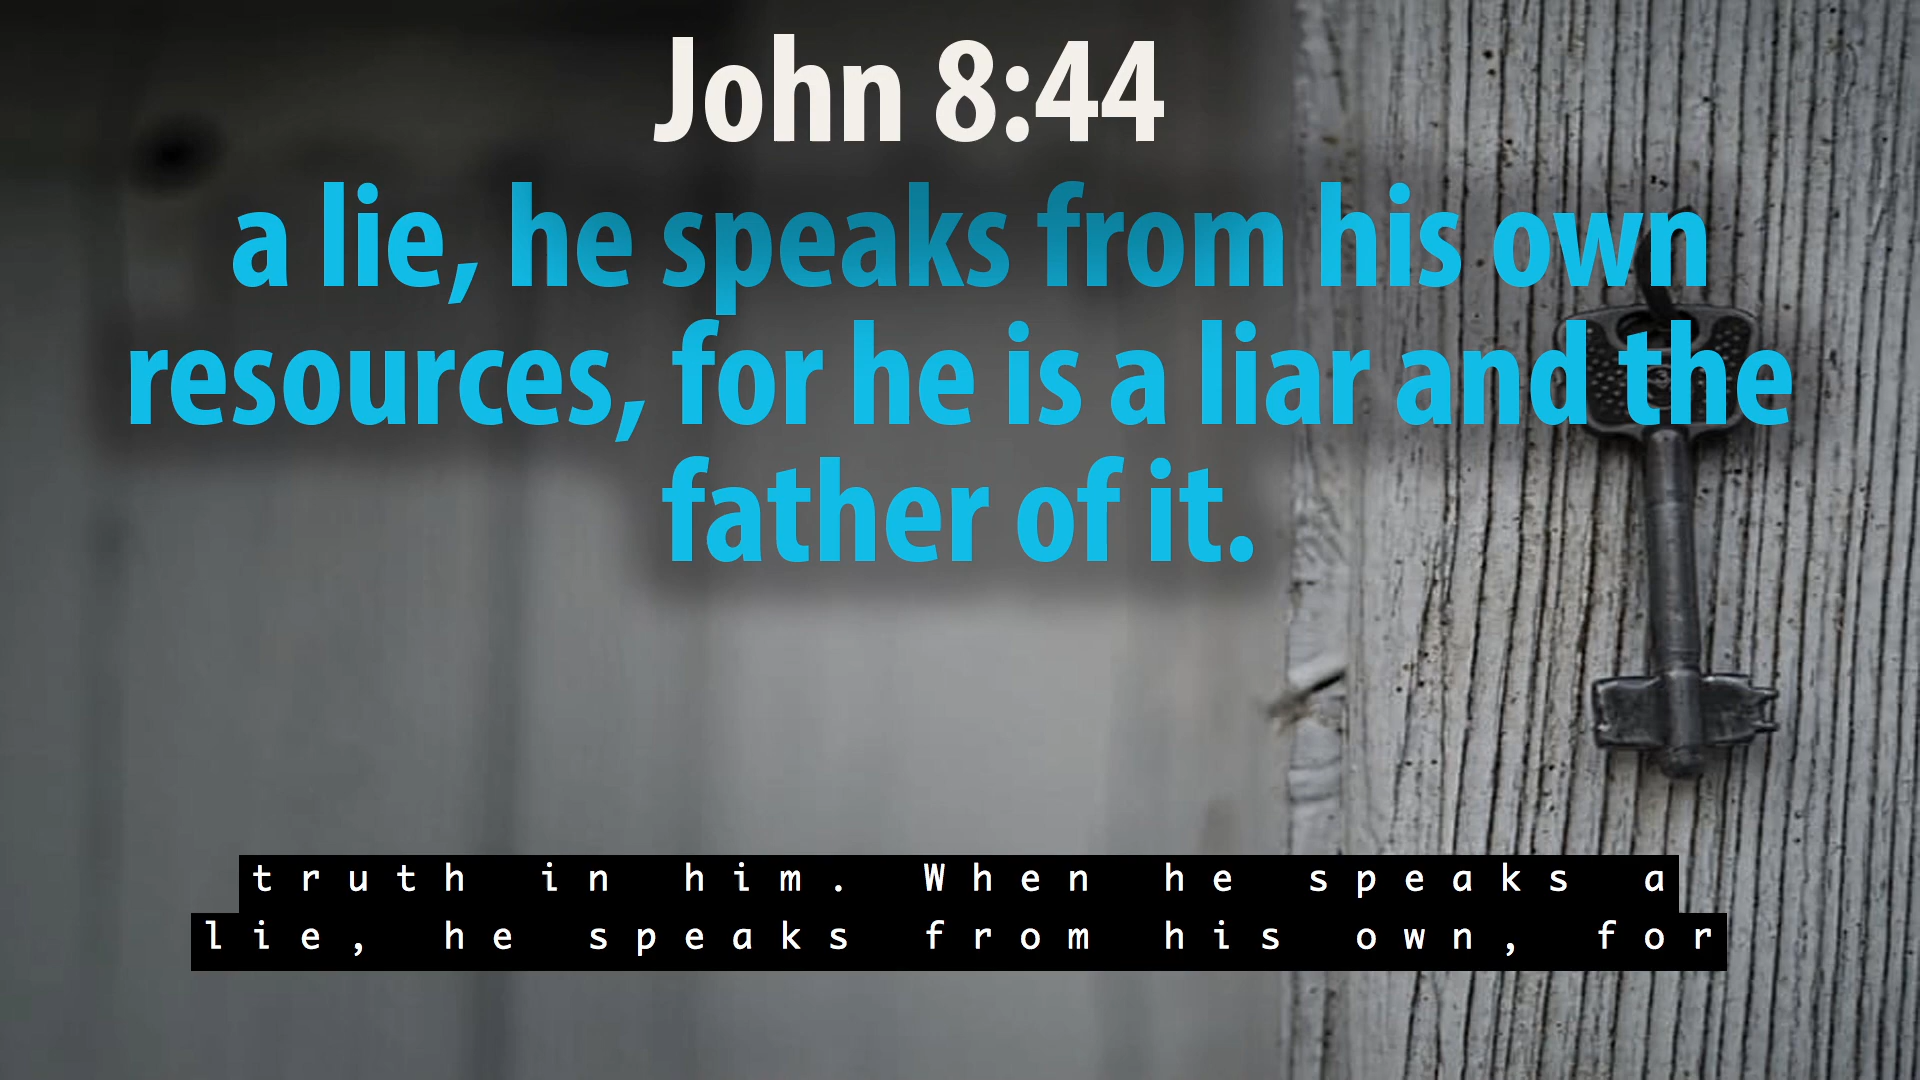 John 8:44
a lie, he speaks from his own
resources, for he is a liar and the
father of it.
truth in him. When he speaks a
lie, he speaks from his own, for